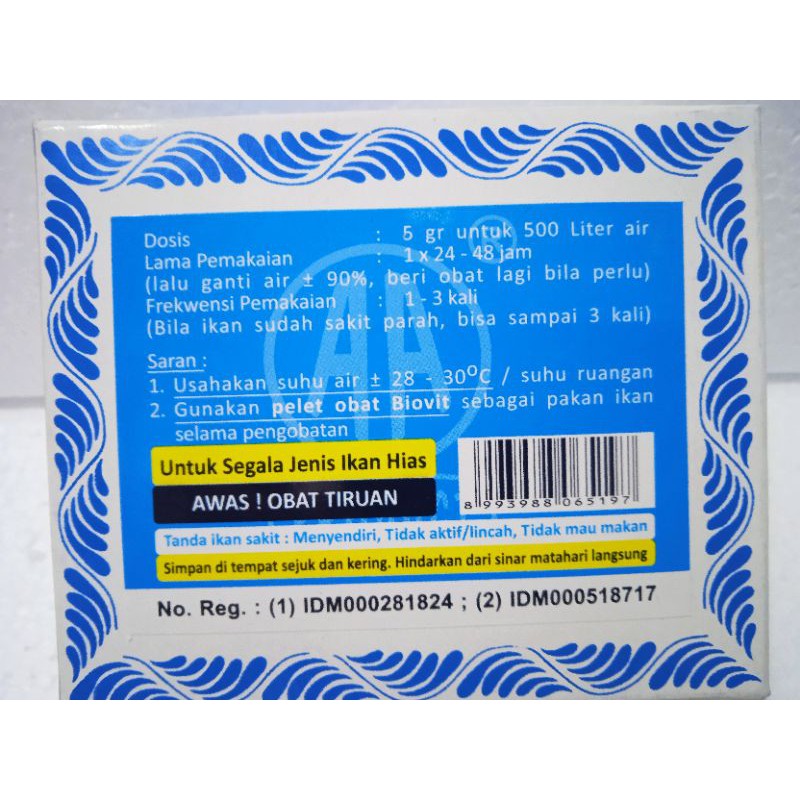 Dosis : 5 gr untuk 500 Liter air
Lama Pemakaian : 1 x 24 - 48 jam
(lalu ganti air ± 90%, beri obat lagi bila perlu)
Frekwensi Pemakaian : 1 - 3 kali
(Bila ikan sudah sakit parah, bisa sampai 3 kali)
Saran :
1. Usahakan suhu air ± 28 - 30⁰C / suhu ruangan
2. Gunakan pelet obat Biovit sebagai pakan ikan
selama pengobatan
Untuk Segala Jenis Ikan Hias
AWAS ! OBAT TIRUAN
8 993988 065197
Tanda ikan sakit : Menyendiri, Tidak aktif/lincah, Tidak mau makan
Simpan di tempat sejuk dan kering. Hindarkan dari sinar matahari langsung
No. Reg. : (1) IDM000281824 ; (2) IDM000518717